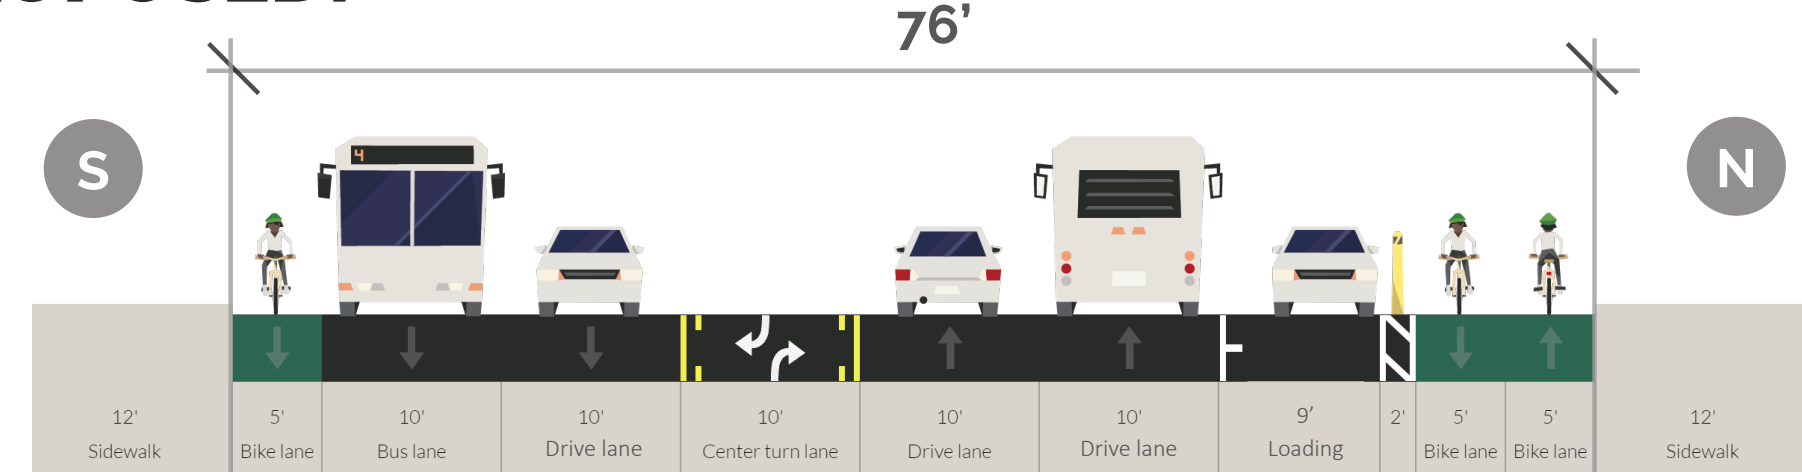 76’
S
N
4
12'
Sidewalk
5'
Bike lane
10'
Bus lane
10'
Drive lane
10'
Center turn lane
10'
Drive lane
10'
Drive lane
9’
Loading
2'
5'
Bike lane
5'
Bike lane
12'
Sidewalk